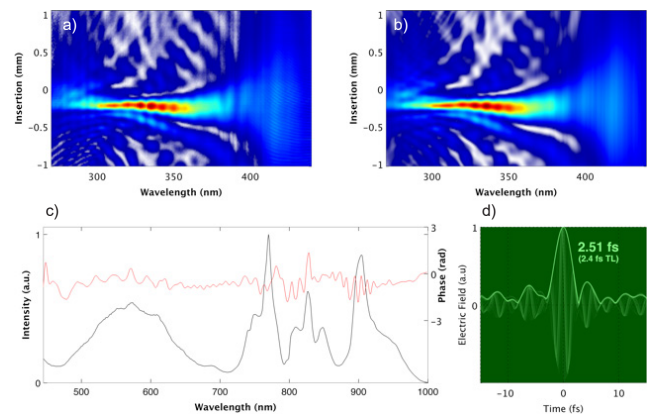 a)
b)
1
0.5
0
-0.5
-1
Insertion (mm)
300
350
400
Wavelength (nm)
1
0.5
0
-0.5
-1
Insertion (mm)
300
350
400
Wavelength (nm)
c)
1
0
Intensity (a.u.)
3
0
−3
Phase (rad)
500
600
700
800
900
1000
Wavelength (nm)
d)
2.51 fs
(2.4 fs TL)
1
0
Electric Field (a.u)
−10
0
10
Time (fs)